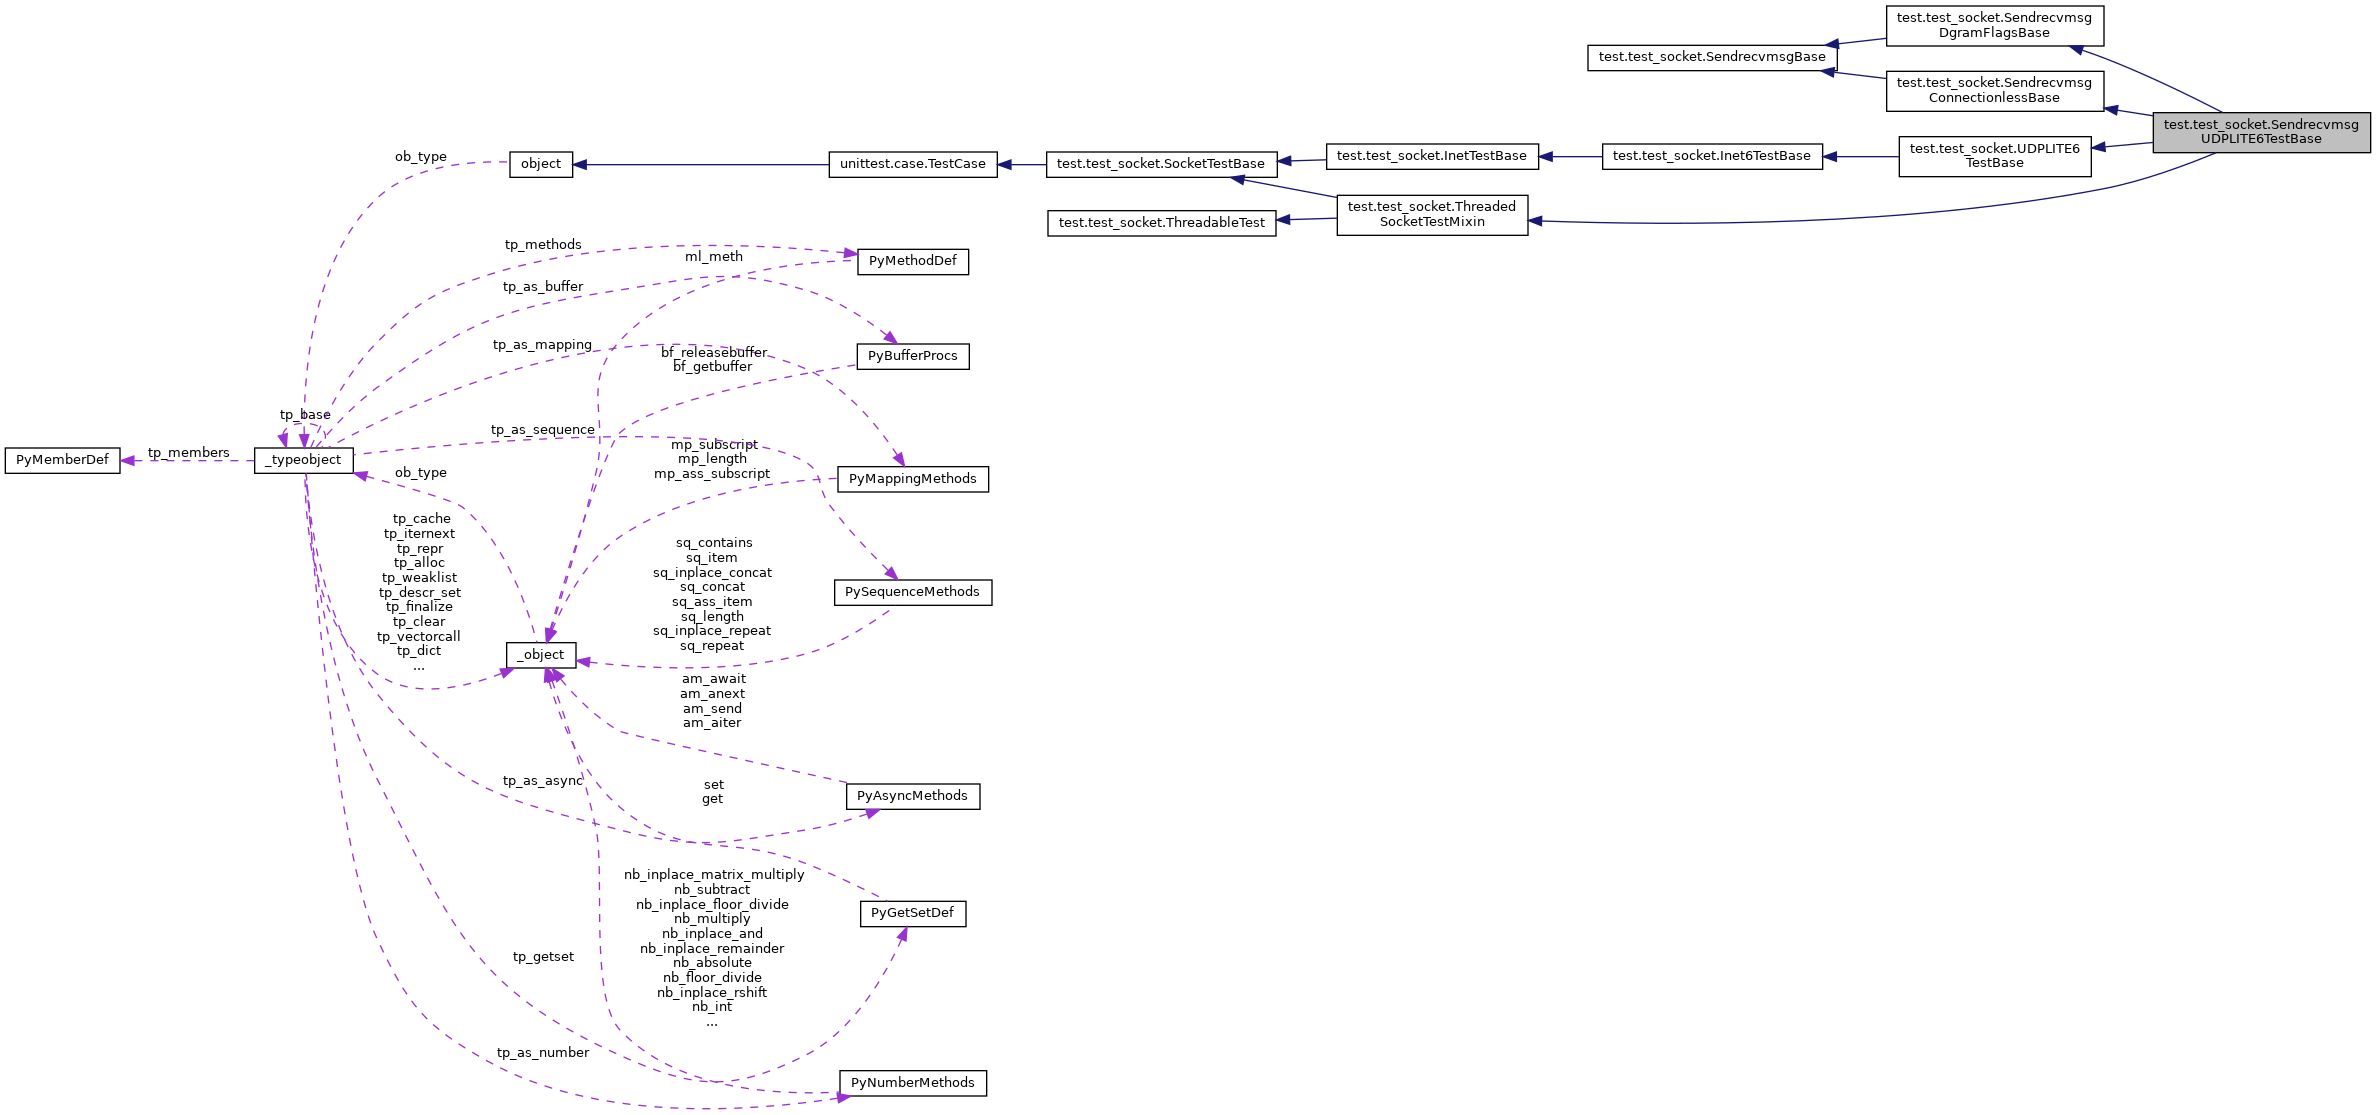 test.test_socket.Sendrecvmsg
DgramFlagsBase
test.test_socket.SendrecvmsgBase
test.test_socket.Sendrecvmsg
ConnectionlessBase
test.test_socket.Sendrecvmsg
UDPLITE6TestBase
ob_type
object
unittest.case.TestCase
test.test_socket.SocketTestBase
test.test_socket.InetTestBase
test.test_socket.Inet6TestBase
test.test_socket.UDPLITE6
TestBase
test.test_socket.ThreadableTest
test.test_socket.Threaded
SocketTestMixin
tp_methods
ml_meth
PyMethodDef
tp_as_buffer
tp_as_mapping
bf_releasebuffer
bf_getbuffer
PyBufferProcs
tp_base
tp_as_sequence
PyMemberDef
tp_members
_typeobject
ob_type
mp_subscript
mp_length
mp_ass_subscript
PyMappingMethods
tp_cache
tp_iternext
tp_repr
tp_alloc
tp_weaklist
tp_descr_set
tp_finalize
tp_clear
tp_vectorcall
tp_dict
...
sq_contains
sq_item
sq_inplace_concat
sq_concat
sq_ass_item
sq_length
sq_inplace_repeat
sq_repeat
PySequenceMethods
_object
am_await
am_anext
am_send
am_aiter
tp_as_async
set
get
PyAsyncMethods
nb_inplace_matrix_multiply
nb_subtract
nb_inplace_floor_divide
nb_multiply
nb_inplace_and
nb_inplace_remainder
nb_absolute
nb_floor_divide
nb_inplace_rshift
nb_int
...
PyGetSetDef
tp_getset
tp_as_number
PyNumberMethods